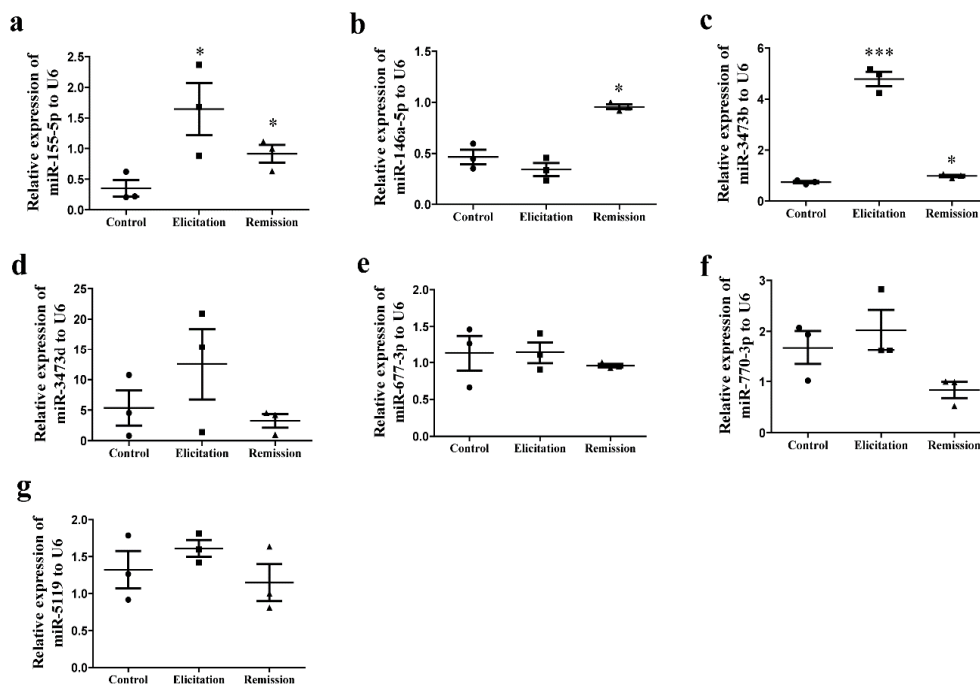 a
Relative expression of
miR-155-5p to U6
2.5
2.0
1.5
1.0
0.5
0.0
*
*
Control Elicitation Remission
b
Relative expression of
miR-146a-5p to U6
1.5
1.0
0.5
0.0
*
Control Elicitation Remission
c
Relative expression of
miR-3473b to U6
6
4
2
0
***
*
Control Elicitation Remission
d
Relative expression of
miR-3473d to U6
25
20
15
10
5
0
Control Elicitation Remission
e
Relative expression of
miR-677-3p to U6
2.0
1.5
1.0
0.5
0.0
Control Elicitation Remission
f
Relative expression of
miR-770-3p to U6
3
2
1
0
Control Elicitation Remission
g
Relative expression of
miR-5119 to U6
2.0
1.5
1.0
0.5
0.0
Control Elicitation Remission